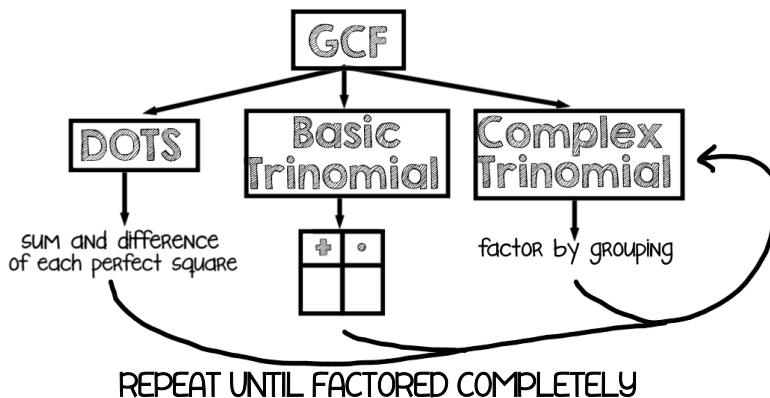 GCF
DOTS
Basic
Trinomial
Complex
Trinomial
sum and difference
of each perfect square
+ •
factor by grouping
REPEAT UNTIL FACTORED COMPLETELY